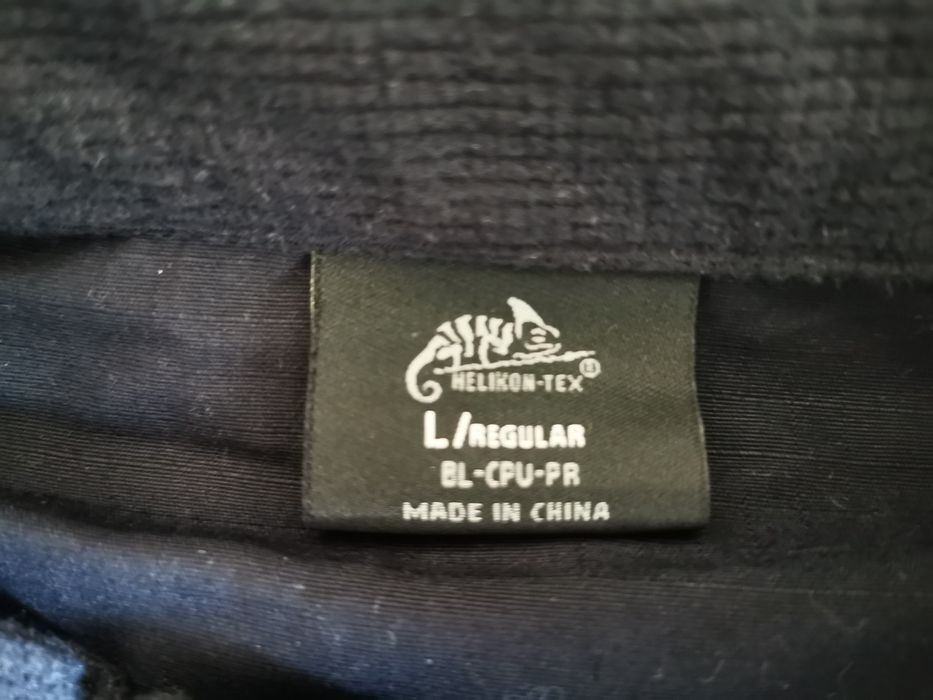 HELIKON-TEX®
L/REGULAR
BL-CPU-PR
MADE IN CHINA